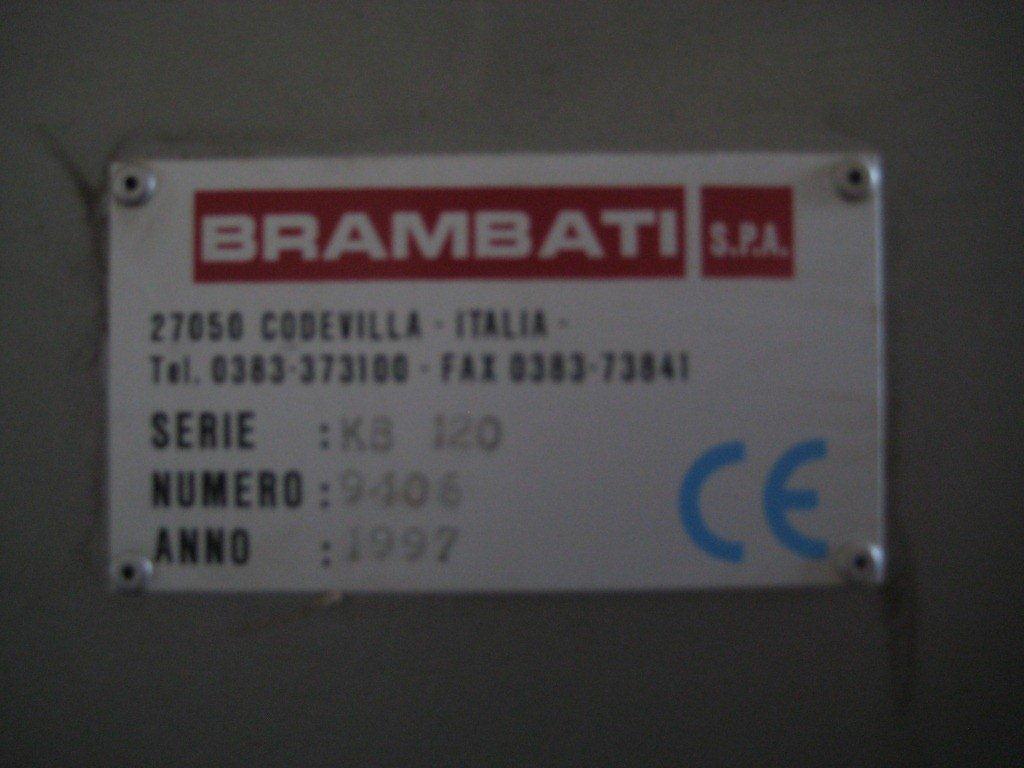 BRAMBATI S.P.A.
27050 CODEVILLA - ITALIA -
Tel. 0383-373100 - FAX 0383-73841
SERIE : KB 120
NUMERO : 9406
ANNO : 1997
CE